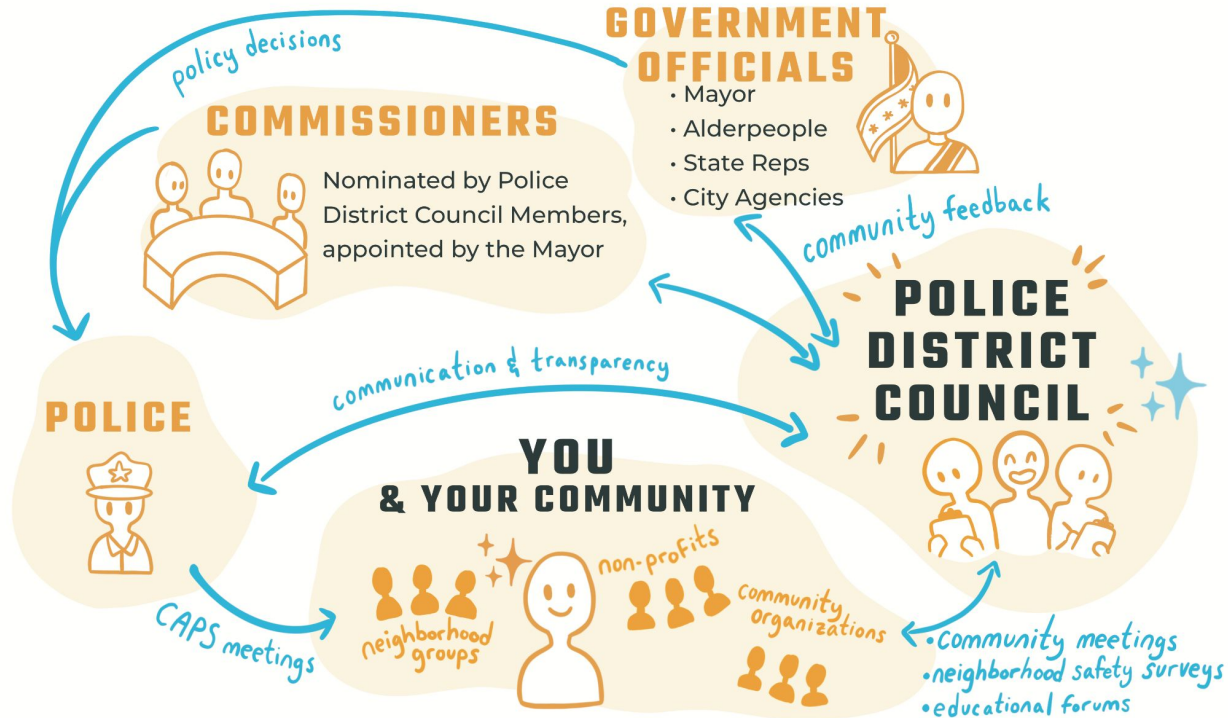 policy decisions
GOVERNMENT
OFFICIALS
• Mayor
• Alderpeople
• State Reps
• City Agencies
COMMISSIONERS
Nominated by Police
District Council Members,
appointed by the Mayor
community feedback
POLICE
DISTRICT
COUNCIL
communication & transparency
POLICE
YOU
& YOUR COMMUNITY
non-profits
community
organizations
neighborhood
groups
CAPS meetings
• Community meetings
• neighborhood safety surveys
• educational forums